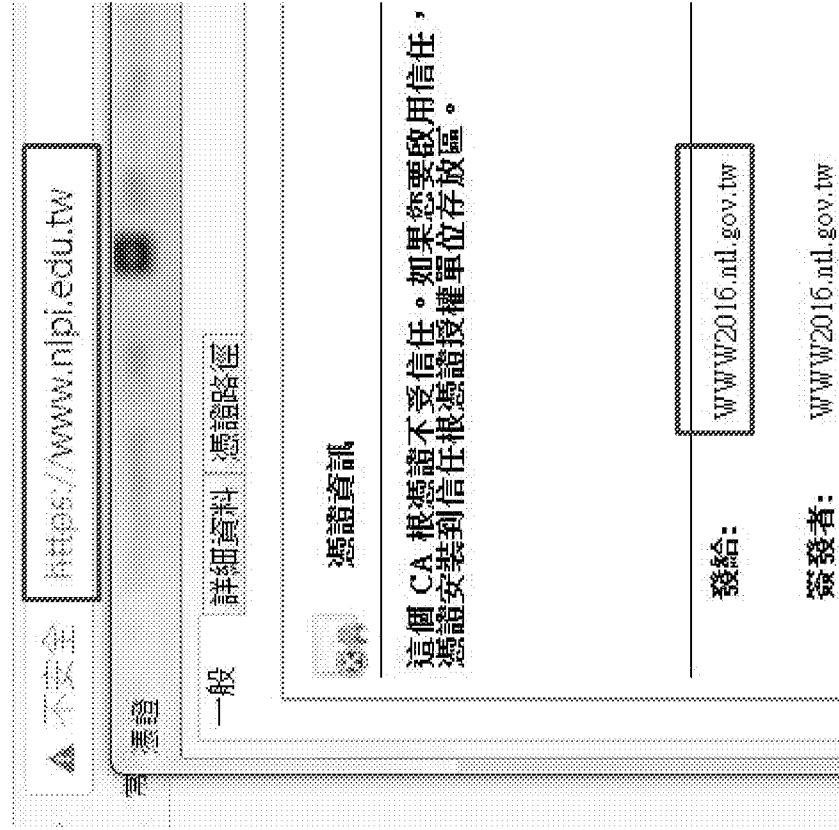 ▲ 不安全 https://www.nlpi.edu.tw
憑證
一般 詳細資料 憑證路徑
憑證資訊
這個 CA 根憑證不受信任。如果您要啟用信任，
憑證安裝到信任根憑證授權單位存放區。
發給: WWW2016.ntl.gov.tw
簽發者: WWW2016.ntl.gov.tw